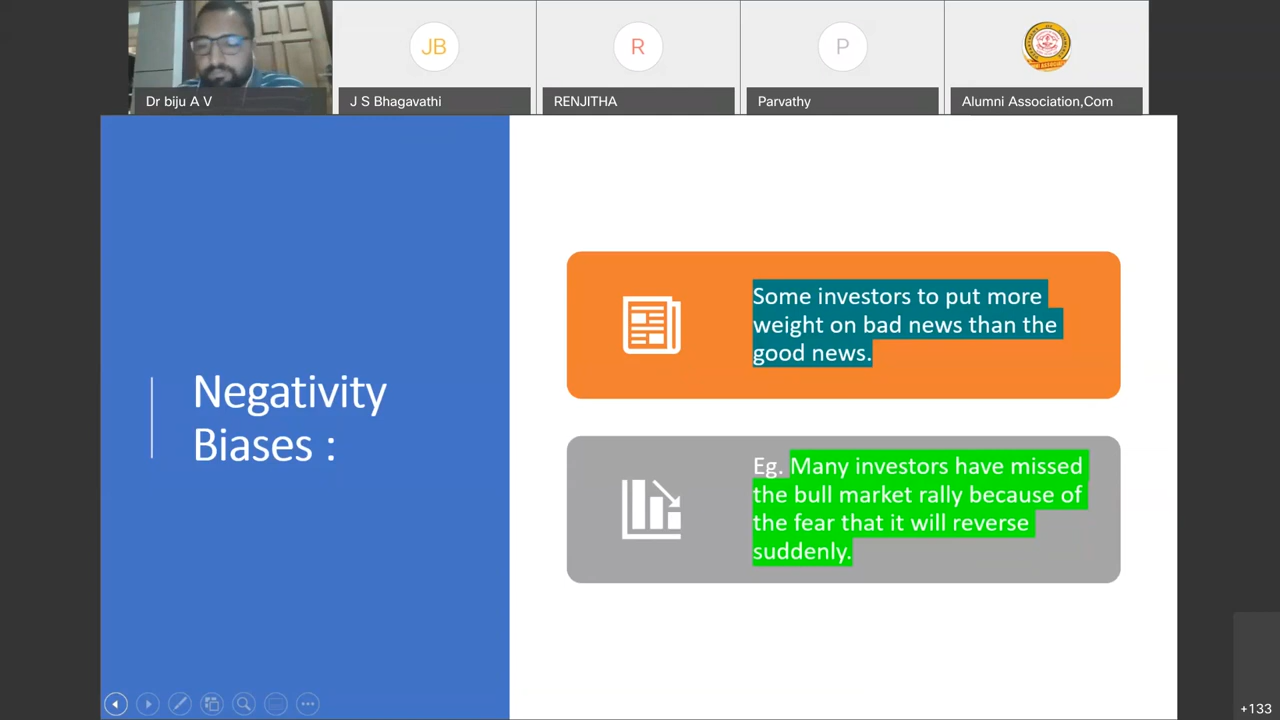 JB
R
P
Dr biju A V
J S Bhagavathi
RENJITHA
Parvathy
Alumni Association,Com
Negativity
Biases :
Some investors to put more
weight on bad news than the
good news.
Eg. Many investors have missed
the bull market rally because of
the fear that it will reverse
suddenly.
+133